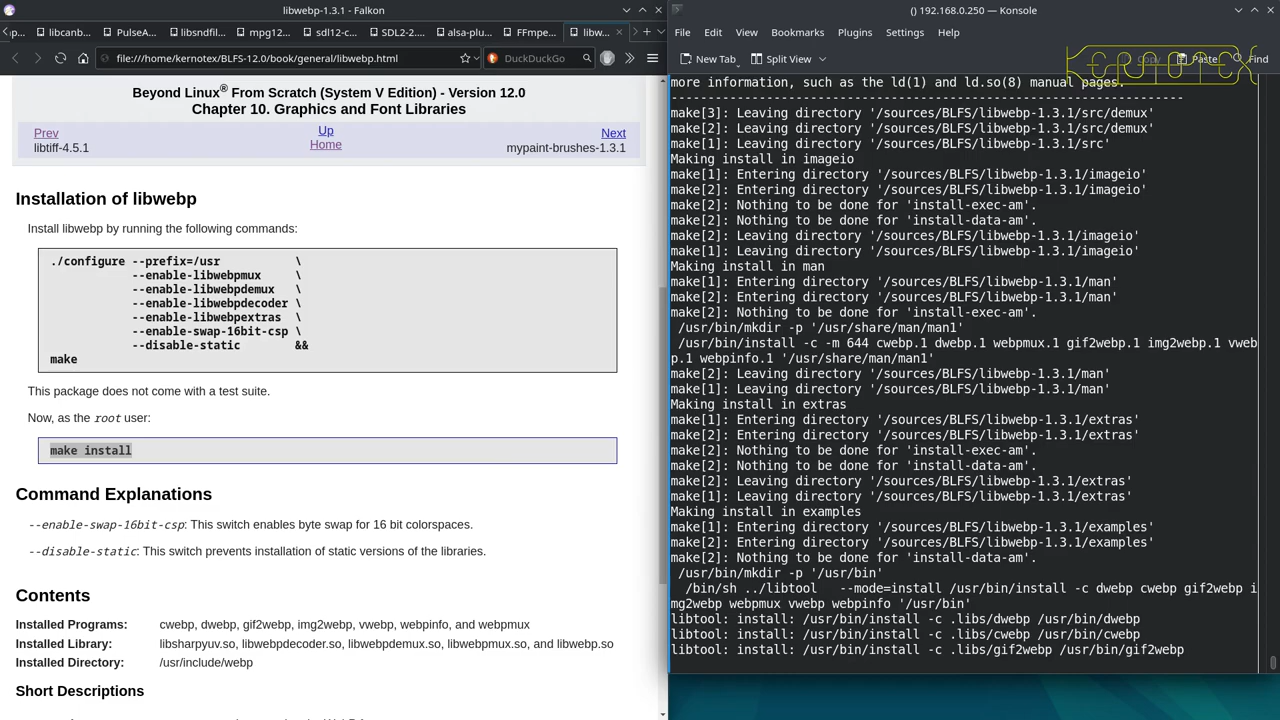 libwebp-1.3.1 - Falkon
libcanb...
PulseA...
libsndfil...
mpg12...
sdl12-c...
SDL2-2....
alsa-plu...
FFmpe...
libw...
file:///home/kernotex/BLFS-12.0/book/general/libwebp.html
DuckDuckGo
Beyond Linux® From Scratch (System V Edition) - Version 12.0
Chapter 10. Graphics and Font Libraries
Prev
Up
Next
libtiff-4.5.1
Home
mypaint-brushes-1.3.1
Installation of libwebp
Install libwebp by running the following commands:
./configure --prefix=/usr           \
            --enable-libwebpmux     \
            --enable-libwebpdemux   \
            --enable-libwebpdecoder \
            --enable-libwebpextras  \
            --enable-swap-16bit-csp \
            --disable-static        &&
make
This package does not come with a test suite.
Now, as the root user:
make install
Command Explanations
--enable-swap-16bit-csp: This switch enables byte swap for 16 bit colorspaces.
--disable-static: This switch prevents installation of static versions of the libraries.
Contents
Installed Programs: cwebp, dwebp, gif2webp, img2webp, vwebp, webpinfo, and webpmux
Installed Library: libsharpyuv.so, libwebpdecoder.so, libwebpdemux.so, libwebpmux.so, and libwebp.so
Installed Directory: /usr/include/webp
Short Descriptions
() 192.168.0.250 — Konsole
File Edit View Bookmarks Plugins Settings Help
New Tab Split View Copy Paste Find
Kernotex
more information, such as the ld(1) and ld.so(8) manual pages.
----------------------------------------------------------------------
make[3]: Leaving directory '/sources/BLFS/libwebp-1.3.1/src/demux'
make[2]: Leaving directory '/sources/BLFS/libwebp-1.3.1/src/demux'
make[1]: Leaving directory '/sources/BLFS/libwebp-1.3.1/src'
Making install in imageio
make[1]: Entering directory '/sources/BLFS/libwebp-1.3.1/imageio'
make[2]: Entering directory '/sources/BLFS/libwebp-1.3.1/imageio'
make[2]: Nothing to be done for 'install-exec-am'.
make[2]: Nothing to be done for 'install-data-am'.
make[2]: Leaving directory '/sources/BLFS/libwebp-1.3.1/imageio'
make[1]: Leaving directory '/sources/BLFS/libwebp-1.3.1/imageio'
Making install in man
make[1]: Entering directory '/sources/BLFS/libwebp-1.3.1/man'
make[2]: Entering directory '/sources/BLFS/libwebp-1.3.1/man'
make[2]: Nothing to be done for 'install-exec-am'.
 /usr/bin/mkdir -p '/usr/share/man/man1'
 /usr/bin/install -c -m 644 cwebp.1 dwebp.1 webpmux.1 gif2webp.1 img2webp.1 vweb
p.1 webpinfo.1 '/usr/share/man/man1'
make[2]: Leaving directory '/sources/BLFS/libwebp-1.3.1/man'
make[1]: Leaving directory '/sources/BLFS/libwebp-1.3.1/man'
Making install in extras
make[1]: Entering directory '/sources/BLFS/libwebp-1.3.1/extras'
make[2]: Entering directory '/sources/BLFS/libwebp-1.3.1/extras'
make[2]: Nothing to be done for 'install-exec-am'.
make[2]: Nothing to be done for 'install-data-am'.
make[2]: Leaving directory '/sources/BLFS/libwebp-1.3.1/extras'
make[1]: Leaving directory '/sources/BLFS/libwebp-1.3.1/extras'
Making install in examples
make[1]: Entering directory '/sources/BLFS/libwebp-1.3.1/examples'
make[2]: Entering directory '/sources/BLFS/libwebp-1.3.1/examples'
make[2]: Nothing to be done for 'install-data-am'.
 /usr/bin/mkdir -p '/usr/bin'
  /bin/sh ../libtool   --mode=install /usr/bin/install -c dwebp cwebp gif2webp i
mg2webp webpmux vwebp webpinfo '/usr/bin'
libtool: install: /usr/bin/install -c .libs/dwebp /usr/bin/dwebp
libtool: install: /usr/bin/install -c .libs/cwebp /usr/bin/cwebp
libtool: install: /usr/bin/install -c .libs/gif2webp /usr/bin/gif2webp